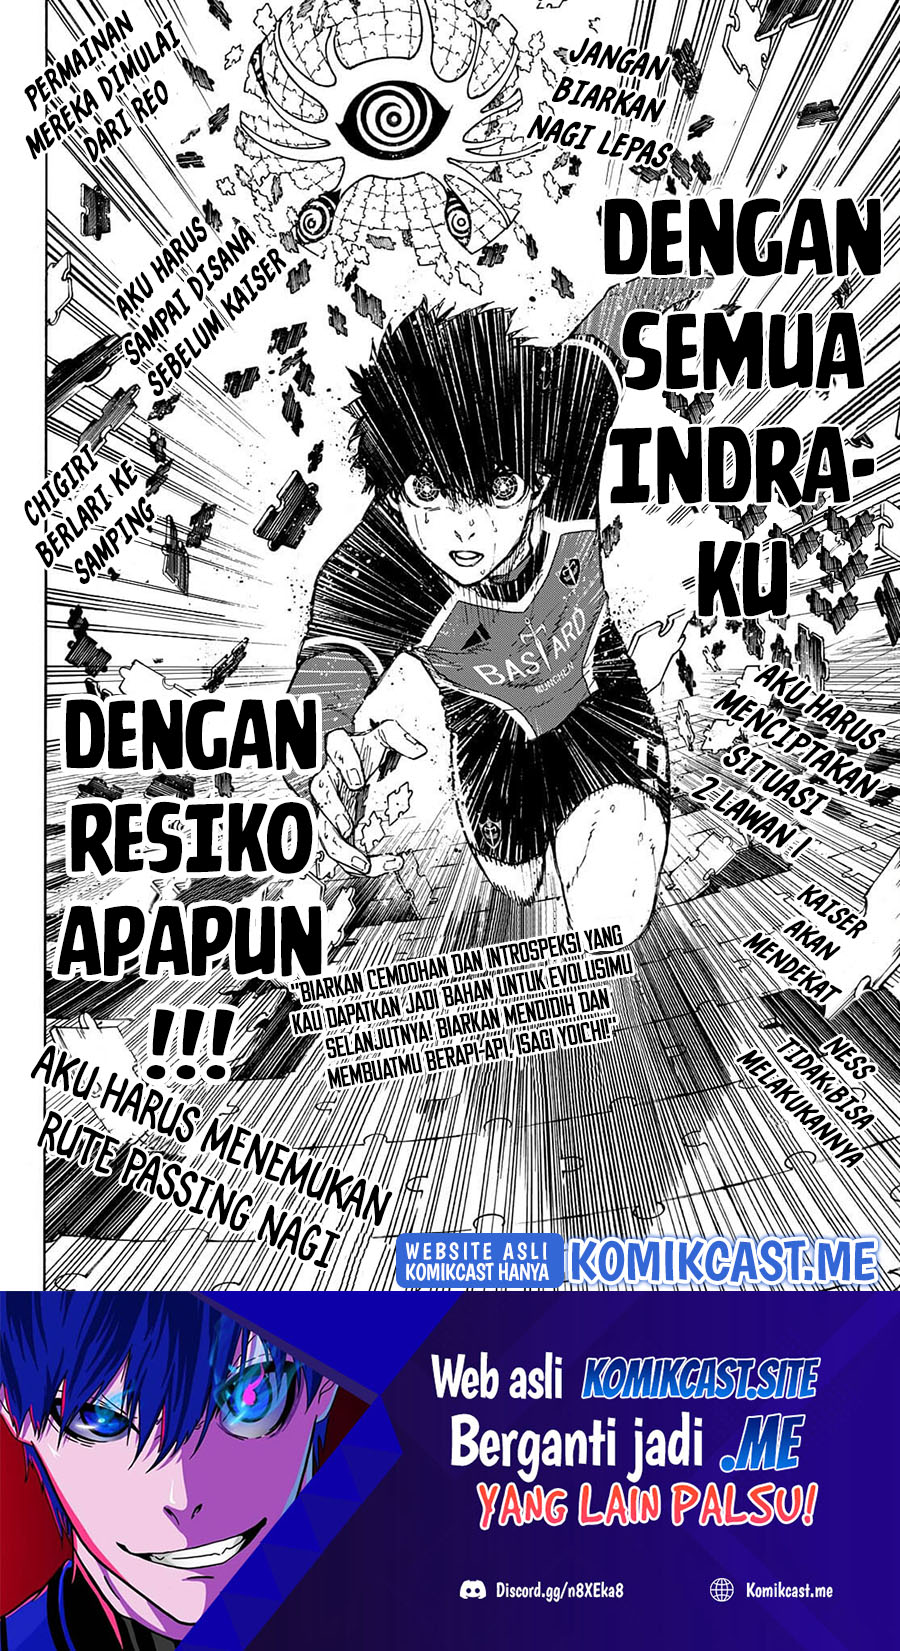 PERMAINAN
MEREKA DIMULAI
DARI REO
JANGAN
BIARKAN
NAGI LEPAS
DENGAN
SEMUA
INDRA-
KU
AKU HARUS
SAMPAI DISANA
SEBELUM KAISER
CHIGIRI
BERLARI KE
SAMPING
BASTARD
MÜNCHEN
1
DENGAN
RESIKO
APAPUN
!!!
AKU HARUS
MENCIPTAKAN
SITUASI
2 LAWAN 1
KAISER
AKAN
MENDEKAT
NESS
TIDAK BISA
MELAKUKANNYA
"BIARKAN CEMOOHAN DAN INTROSPEKSI YANG
KAU DAPATKAN JADI BAHAN UNTUK EVOLUSIMU
SELANJUTNYA! BIARKAN MENDIDIH DAN
MEMBUATMU BERAPI-API, ISAGI YOICHI!"
AKU HARUS MENEMUKAN
RUTE PASSING NAGI
WEBSITE ASLI
KOMIKCAST HANYA
KOMIKCAST.ME
Web asli KOMIKCAST.SITE
Berganti jadi .ME
YANG LAIN PALSU!
Discord.gg/n8XEka8
Komikcast.me